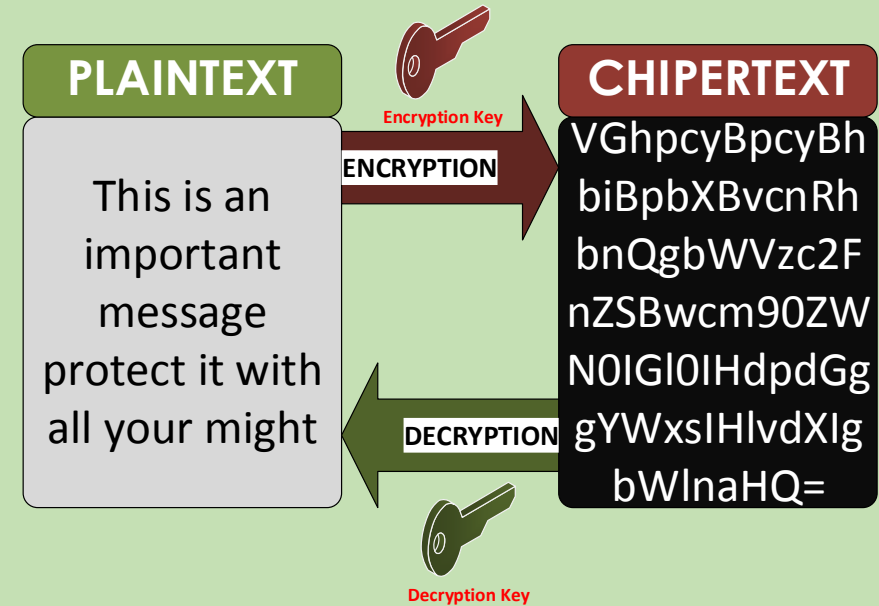 PLAINTEXT
This is an
important
message
protect it with
all your might
Encryption Key
ENCRYPTION
DECRYPTION
Decryption Key
CHIPERTEXT
VGhpcyBpcyBh
biBpbXBvcnRh
bnQgbWVzc2F
nZSBwcm90ZW
N0IGl0IHdpdGg
gYWxsIHlvdXIg
bWlnaHQ=